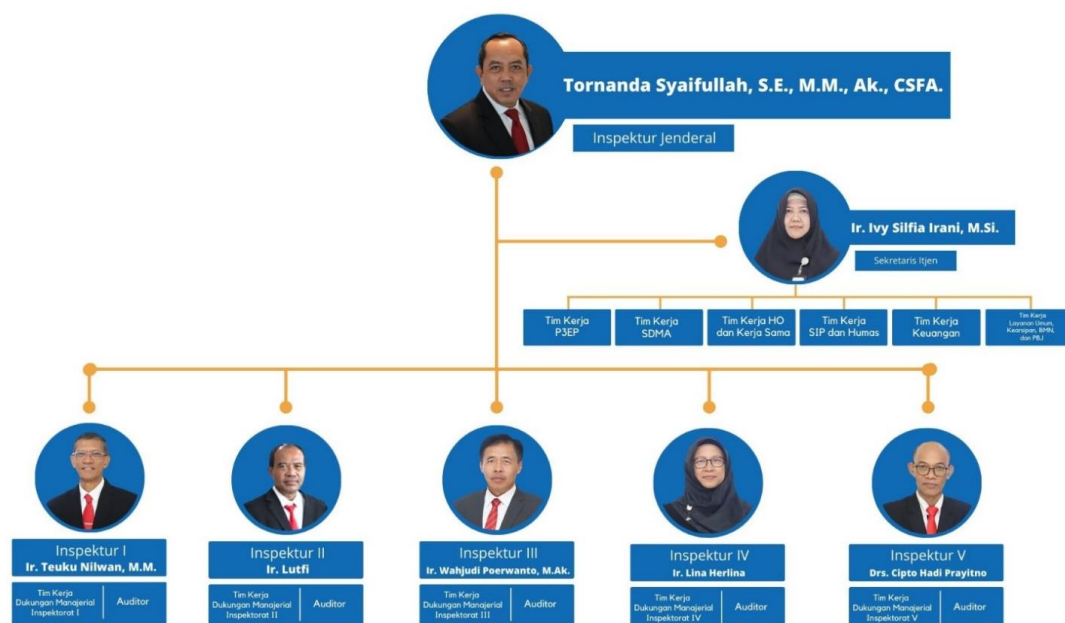 Tornanda Syaifullah, S.E., M.M., Ak., CSFA.
Inspektur Jenderal
Ir. Ivy Silfia Irani, M.Si.
Sekretaris Itjen
Tim Kerja
P3EP
Tim Kerja
SDMA
Tim Kerja HO
dan Kerja Sama
Tim Kerja
SIP dan Humas
Tim Kerja
Keuangan
Tim Kerja
Layanan Umum,
Kearsipan, BMN,
dan PBJ
Inspektur I
Ir. Teuku Nilwan, M.M.
Tim Kerja
Dukungan Manajerial
Inspektorat I
Auditor
Inspektur II
Ir. Lutfi
Tim Kerja
Dukungan Manajerial
Inspektorat II
Auditor
Inspektur III
Ir. Wahjudi Poerwanto, M.Ak.
Tim Kerja
Dukungan Manajerial
Inspektorat III
Auditor
Inspektur IV
Ir. Lina Herlina
Tim Kerja
Dukungan Manajerial
Inspektorat IV
Auditor
Inspektur V
Drs. Cipto Hadi Prayitno
Tim Kerja
Dukungan Manajerial
Inspektorat V
Auditor